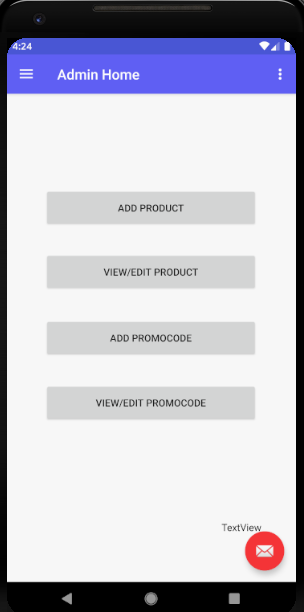 4:24
Admin Home
ADD PRODUCT
VIEW/EDIT PRODUCT
ADD PROMOCODE
VIEW/EDIT PROMOCODE
TextView